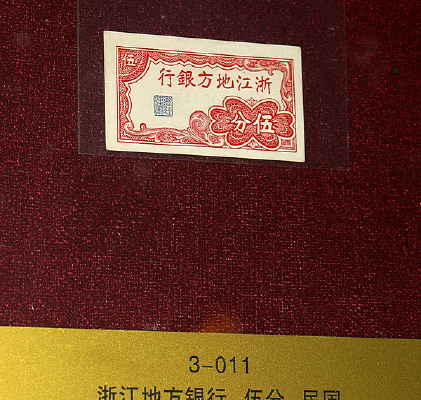 伍
行銀方地江浙
分伍
3-011
浙江地方银行 伍分 民国